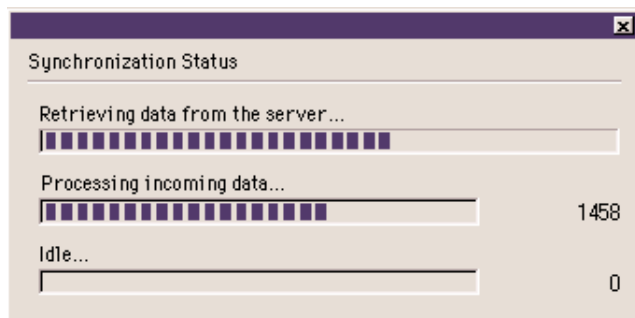 Synchronization Status
Retrieving data from the server...
Processing incoming data...
1458
Idle...
0